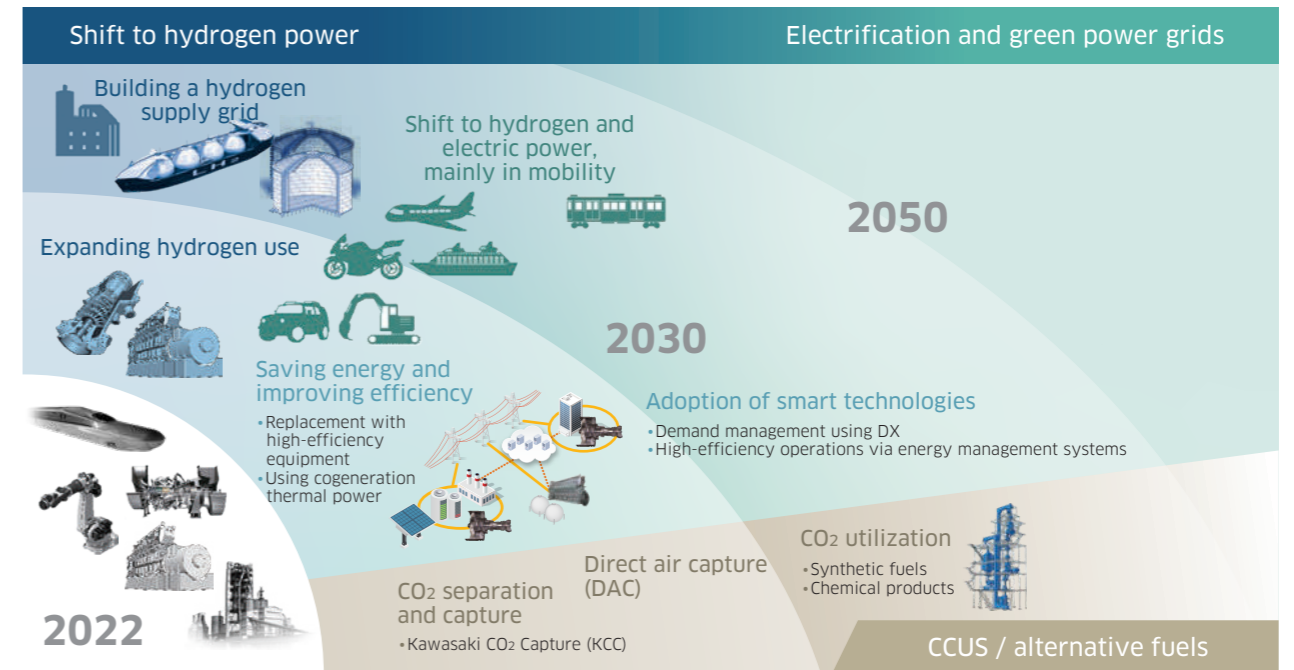 Shift to hydrogen power
Electrification and green power grids
Building a hydrogen
supply grid
LH2
Shift to hydrogen and
electric power,
mainly in mobility
2050
Expanding hydrogen use
2030
Saving energy and
improving efficiency
•Replacement with
high-efficiency
equipment
•Using cogeneration
thermal power
Adoption of smart technologies
•Demand management using DX
•High-efficiency operations via energy management systems
2022
CO2 separation
and capture
•Kawasaki CO2 Capture (KCC)
Direct air capture
(DAC)
CO2 utilization
•Synthetic fuels
•Chemical products
CCUS / alternative fuels